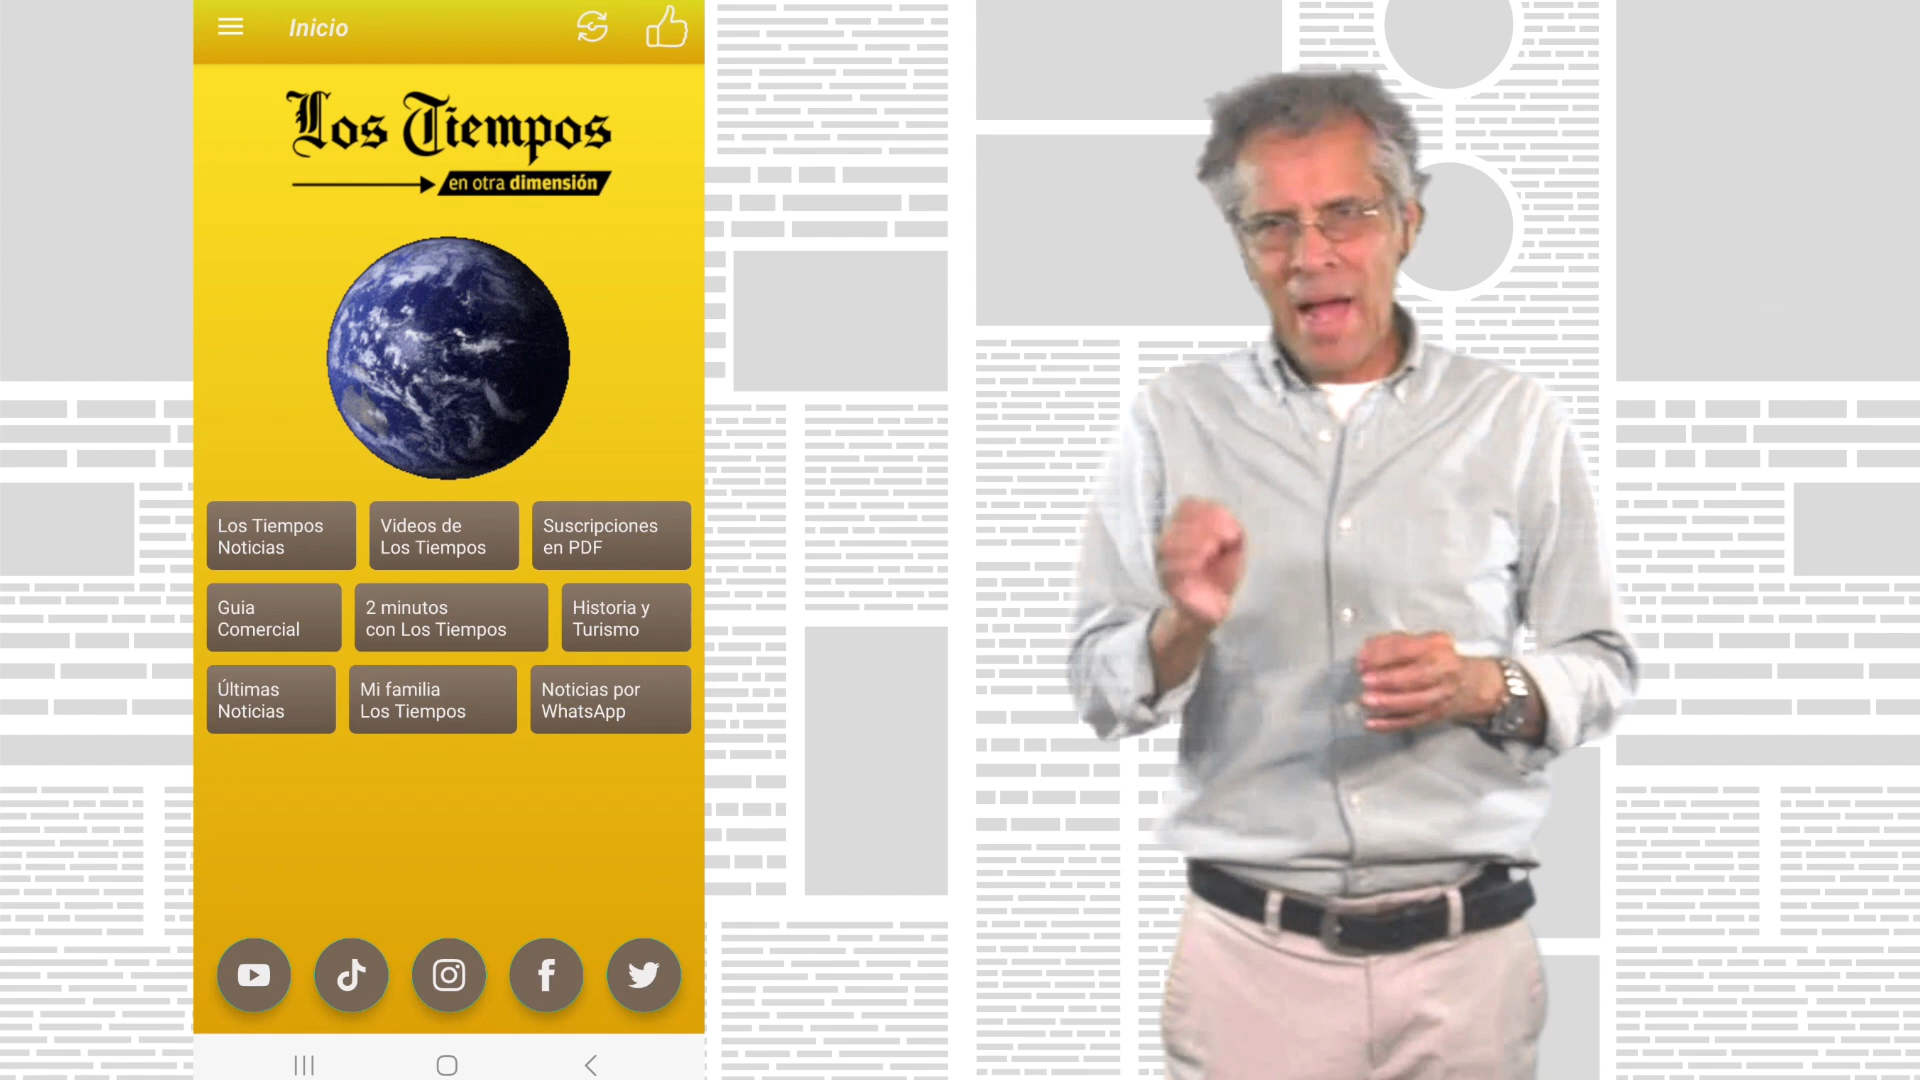 Inicio
Los Tiempos
en otra dimensión
Los Tiempos
Noticias
Videos de
Los Tiempos
Suscripciones
en PDF
Guia
Comercial
2 minutos
con Los Tiempos
Historia y
Turismo
Últimas
Noticias
Mi familia
Los Tiempos
Noticias por
WhatsApp